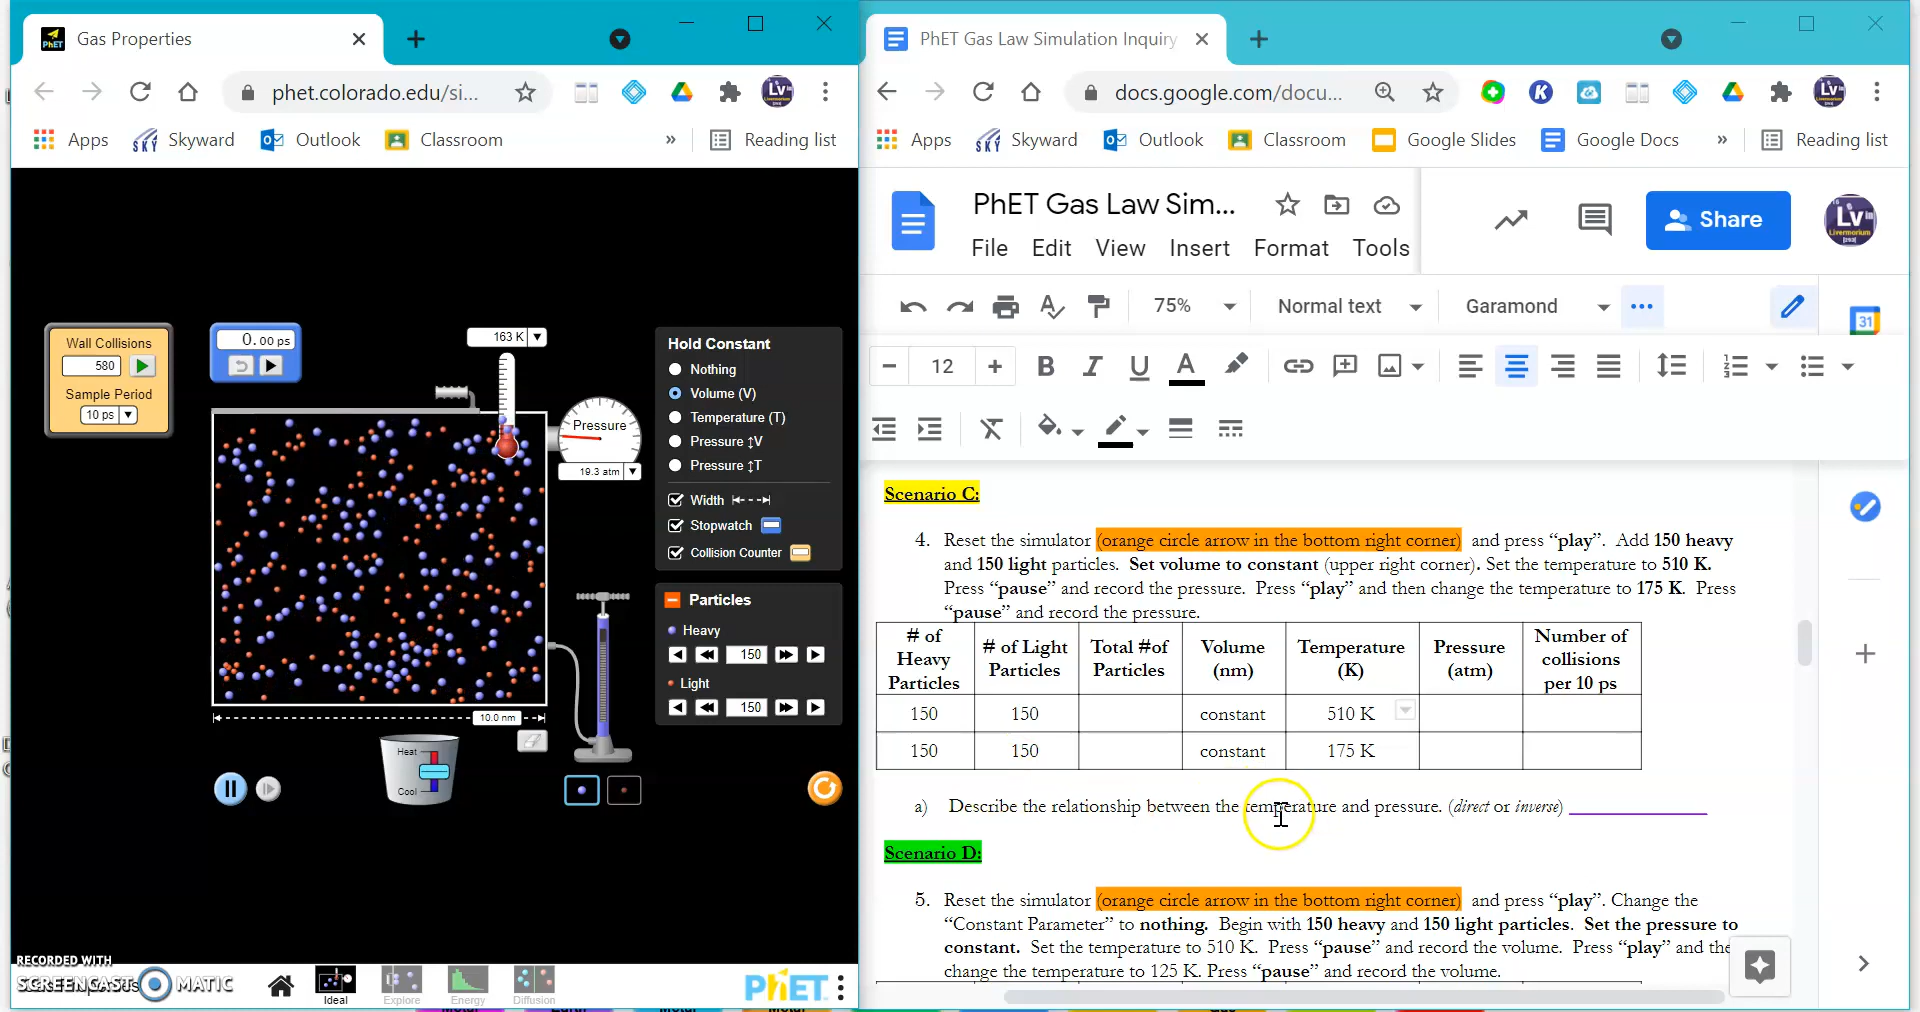 Gas Properties
phet.colorado.edu/si...
Apps Skyward Outlook Classroom » Reading list
Wall Collisions
580
Sample Period
10 ps
0.00 ps
163 K
Pressure
19.3 atm
10.0 nm
Heat
Cool
Hold Constant
Nothing
Volume (V)
Temperature (T)
Pressure ↕V
Pressure ↕T
Width
Stopwatch
Collision Counter
Particles
Heavy
150
Light
150
RECORDED WITH
SCREENCAST MATIC
Ideal Explore Energy Diffusion
PhET
PhET Gas Law Simulation Inquiry
docs.google.com/docu...
Apps Skyward Outlook Classroom Google Slides Google Docs » Reading list
PhET Gas Law Sim...
Share
File Edit View Insert Format Tools
75% Normal text Garamond
12
31
Scenario C:
4. Reset the simulator (orange circle arrow in the bottom right corner) and press “play”. Add 150 heavy
and 150 light particles. Set volume to constant (upper right corner). Set the temperature to 510 K.
Press “pause” and record the pressure. Press “play” and then change the temperature to 175 K. Press
“pause” and record the pressure.
# of Heavy Particles # of Light Particles Total #of Particles Volume (nm) Temperature (K) Pressure (atm) Number of collisions per 10 ps
150 150 constant 510 K
150 150 constant 175 K
a) Describe the relationship between the temperature and pressure. (direct or inverse)
Scenario D:
5. Reset the simulator (orange circle arrow in the bottom right corner) and press “play”. Change the
“Constant Parameter” to nothing. Begin with 150 heavy and 150 light particles. Set the pressure to
constant. Set the temperature to 510 K. Press “pause” and record the volume. Press “play” and the
change the temperature to 125 K. Press “pause” and record the volume.